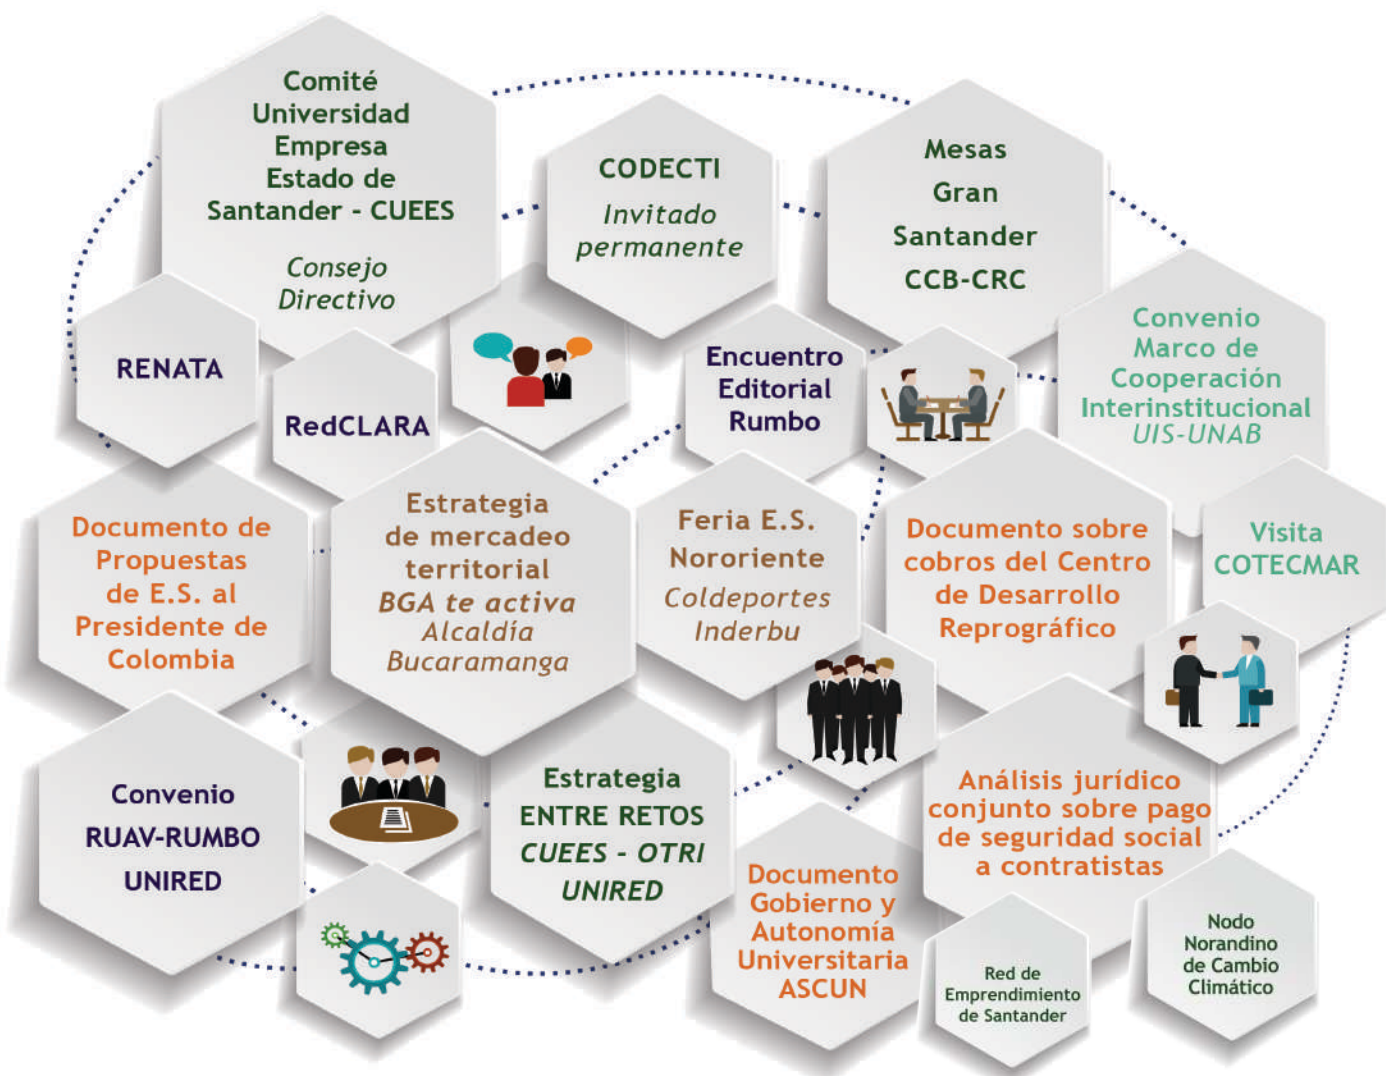 Comité
Universidad
Empresa
Estado de
Santander - CUEES
Consejo
Directivo
CODECTI
Invitado
permanente
Mesas
Gran
Santander
CCB-CRC
RENATA
RedCLARA
Encuentro
Editorial
Rumbo
Convenio
Marco de
Cooperación
Interinstitucional
UIS-UNAB
Documento de
Propuestas
de E.S. al
Presidente de
Colombia
Estrategia
de mercadeo
territorial
BGA te activa
Alcaldía
Bucaramanga
Feria E.S.
Nororiente
Coldeportes
Inderbu
Documento sobre
cobros del Centro
de Desarrollo
Reprográfico
Visita
COTECMAR
Convenio
RUAV-RUMBO
UNIRED
Estrategia
ENTRE RETOS
CUEES - OTRI
UNIRED
Documento
Gobierno y
Autonomía
Universitaria
ASCUN
Análisis jurídico
conjunto sobre pago
de seguridad social
a contratistas
Red de
Emprendimiento
de Santander
Nodo
Norandino
de Cambio
Climático